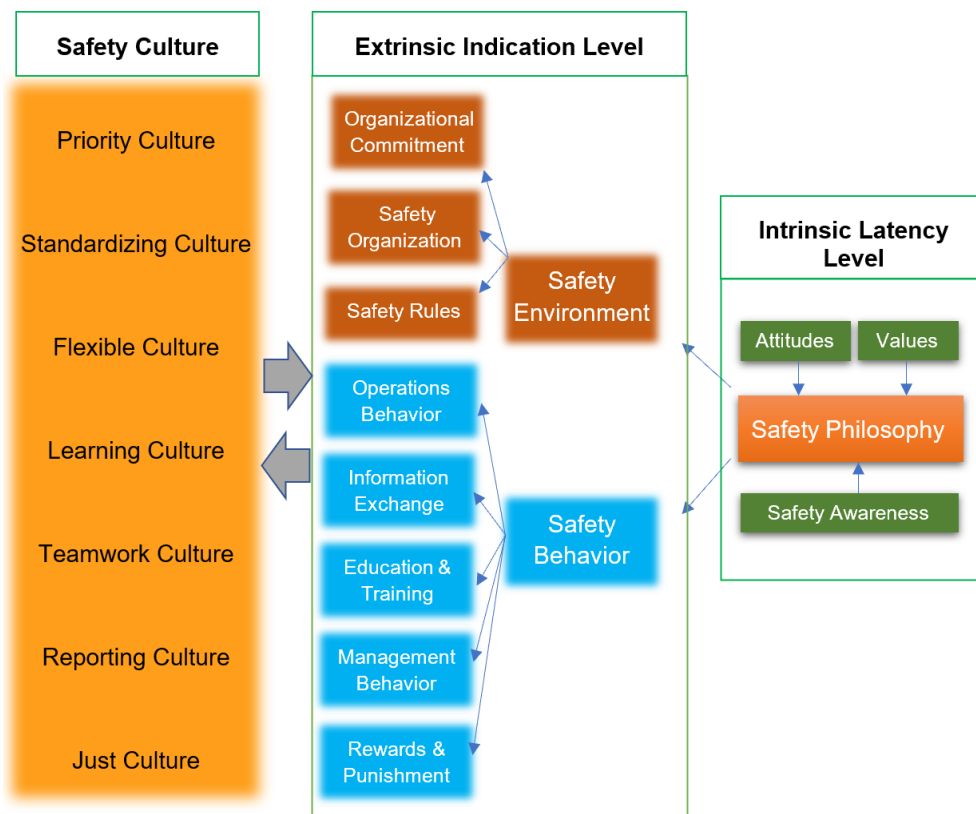 Safety Culture
Priority Culture
Standardizing Culture
Flexible Culture
Learning Culture
Teamwork Culture
Reporting Culture
Just Culture
Extrinsic Indication Level
Organizational
Commitment
Safety
Organization
Safety Rules
Safety
Environment
Operations
Behavior
Information
Exchange
Education &
Training
Management
Behavior
Rewards &
Punishment
Safety
Behavior
Intrinsic Latency
Level
Attitudes
Values
Safety Philosophy
Safety Awareness